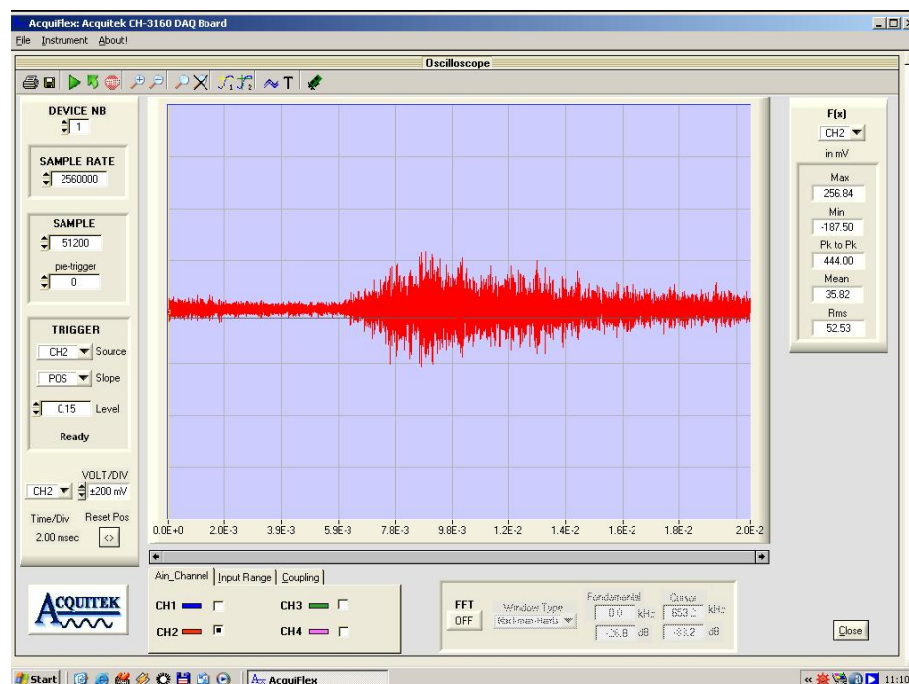 AcquiFlex: Acquitek CH-3160 DAQ Board
File Instrument About!
Oscilloscope
DEVICE NB
1
SAMPLE RATE
2560000
SAMPLE
51200
pre-trigger
0
TRIGGER
CH2 Source
POS Slope
0.15 Level
Ready
VOLT/DIV
CH2 ±200 mV
Time/Div Reset Pos
2.00 msec <>
0.0E+0 2.0E-3 3.9E-3 5.9E-3 7.8E-3 9.8E-3 1.2E-2 1.4E-2 1.6E-2 1.8E-2 2.0E-2
F(x)
CH2
in mV
Max
256.84
Min
-187.50
Pk to Pk
444.00
Mean
35.82
Rms
52.53
ACQUITEK
Ain_Channel Input Range Coupling
CH1 CH3
CH2 CH4
FFT
OFF
Window Type
Fundamental Cursor
0.0 kHz kHz
dB dB
Close
Start AcquiFlex 11:10